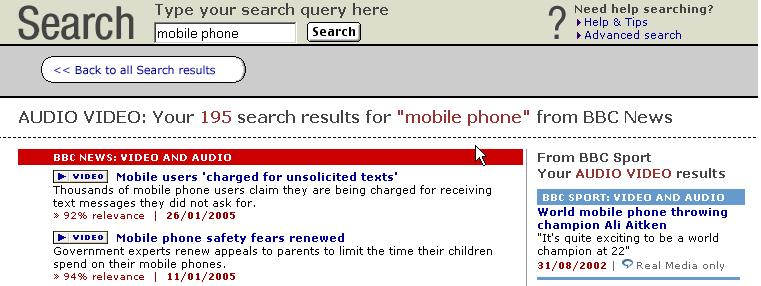 Search
Type your search query here
mobile phone
Search
?
Need help searching?
Help & Tips
Advanced search
<< Back to all Search results
AUDIO VIDEO: Your 195 search results for "mobile phone" from BBC News
BBC NEWS: VIDEO AND AUDIO
VIDEO Mobile users 'charged for unsolicited texts'
Thousands of mobile phone users claim they are being charged for receiving
text messages they did not ask for.
» 92% relevance | 26/01/2005
VIDEO Mobile phone safety fears renewed
Government experts renew appeals to parents to limit the time their children
spend on their mobile phones.
» 94% relevance | 11/01/2005
From BBC Sport
Your AUDIO VIDEO results
BBC SPORT: VIDEO AND AUDIO
World mobile phone throwing
champion Ali Aitken
"It's quite exciting to be a world
champion at 22"
31/08/2002 | Real Media only